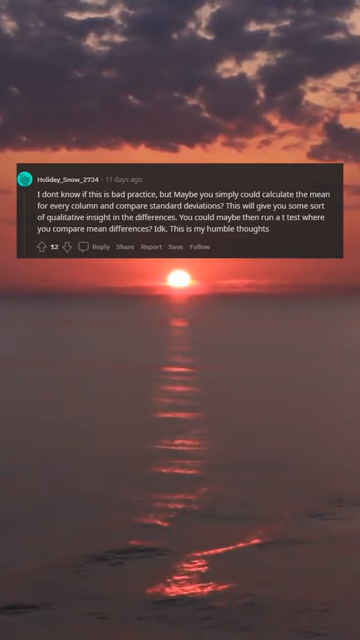 Holiday_Snow_2734 · 11 days ago
I dont know if this is bad practice, but Maybe you simply could calculate the mean
for every column and compare standard deviations? This will give you some sort
of qualitative insight in the differences. You could maybe then run a t test where
you compare mean differences? Idk. This is my humble thoughts
12 Reply Share Report Save Follow